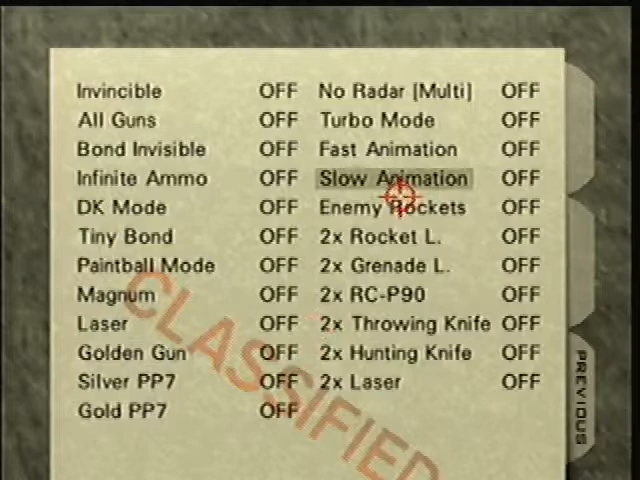 Invincible OFF No Radar [Multi] OFF
All Guns OFF Turbo Mode OFF
Bond Invisible OFF Fast Animation OFF
Infinite Ammo OFF Slow Animation OFF
DK Mode OFF Enemy Rockets OFF
Tiny Bond OFF 2x Rocket L. OFF
Paintball Mode OFF 2x Grenade L. OFF
Magnum OFF 2x RC-P90 OFF
Laser OFF 2x Throwing Knife OFF
Golden Gun OFF 2x Hunting Knife OFF
Silver PP7 OFF 2x Laser OFF
Gold PP7 OFF
CLASSIFIED
PREVIOUS